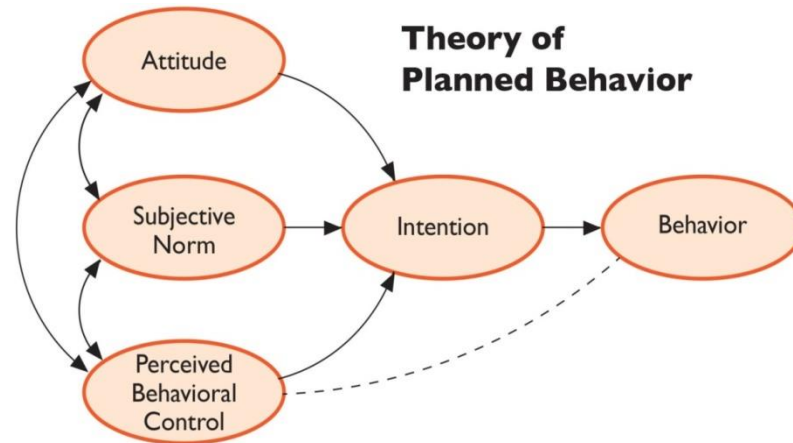 Theory of
Planned Behavior
Attitude
Subjective
Norm
Intention
Behavior
Perceived
Behavioral
Control